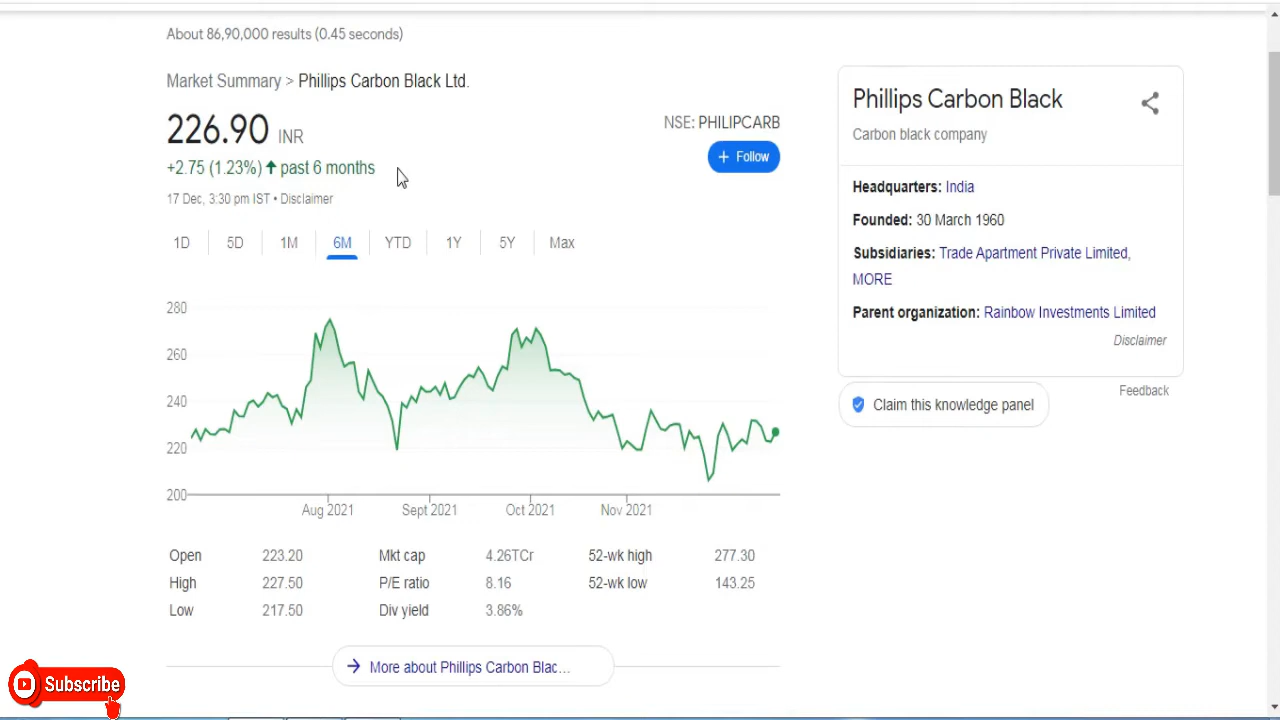 About 86,90,000 results (0.45 seconds)
Market Summary > Phillips Carbon Black Ltd.
226.90 INR
+2.75 (1.23%) ↑ past 6 months
17 Dec, 3:30 pm IST • Disclaimer
NSE: PHILIPCARB
+ Follow
1D 5D 1M 6M YTD 1Y 5Y Max
280
260
240
220
200
Aug 2021 Sept 2021 Oct 2021 Nov 2021
Open 223.20 Mkt cap 4.26TCr 52-wk high 277.30
High 227.50 P/E ratio 8.16 52-wk low 143.25
Low 217.50 Div yield 3.86%
→ More about Phillips Carbon Blac...
Phillips Carbon Black
Carbon black company
Headquarters: India
Founded: 30 March 1960
Subsidiaries: Trade Apartment Private Limited,
MORE
Parent organization: Rainbow Investments Limited
Disclaimer
Feedback
Claim this knowledge panel
Subscribe